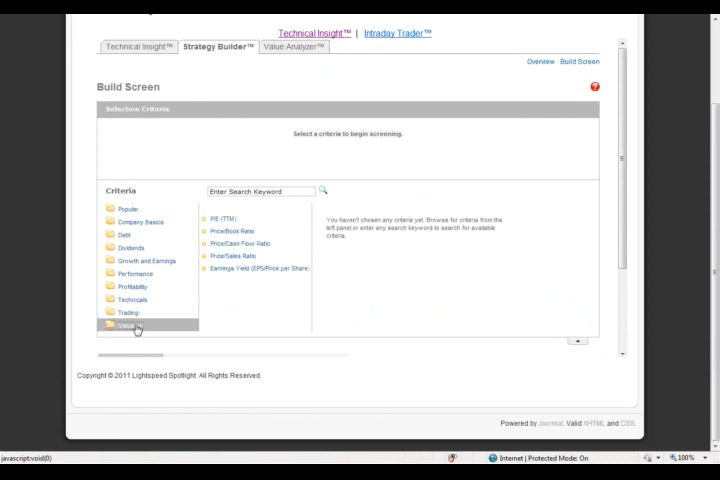 Technical Insight™ | Intraday Trader™
Technical Insight™ Strategy Builder™ Value Analyzer™
Overview · Build Screen
Build Screen
Selection Criteria
Select a criteria to begin screening.
Criteria
Enter Search Keyword
Popular
Company Basics
Debt
Dividends
Growth and Earnings
Performance
Profitability
Technicals
Trading
P/E (TTM)
Price/Book Ratio
Price/Cash Flow Ratio
Price/Sales Ratio
Earnings Yield (EPS/Price per Share)
You haven't chosen any criteria yet. Browse for criteria from the
left panel or enter any search keyword to search for available
criteria.
Copyright © 2011 Lightspeed Spotlight. All Rights Reserved.
Powered by Joomla!. Valid XHTML and CSS.
javascript:void(0)
Internet | Protected Mode: On
100%